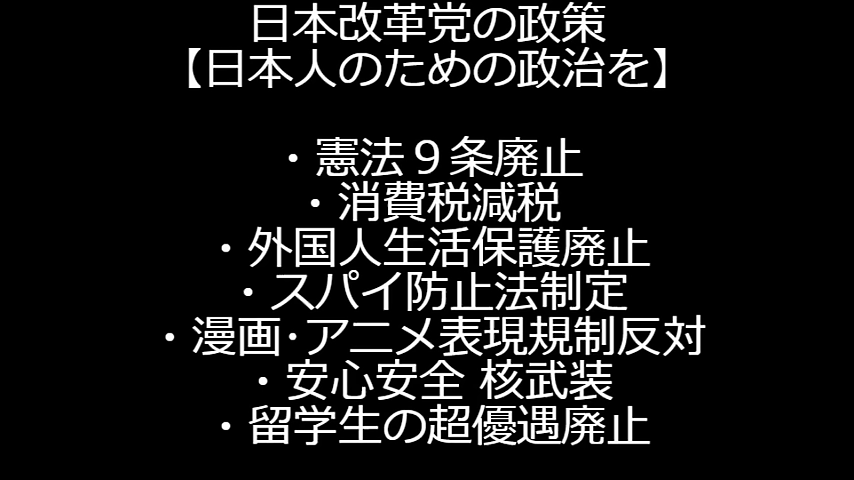 日本改革党の政策
【日本人のための政治を】
・憲法９条廃止
・消費税減税
・外国人生活保護廃止
・スパイ防止法制定
・漫画･アニメ表現規制反対
・安心安全 核武装
・留学生の超優遇廃止